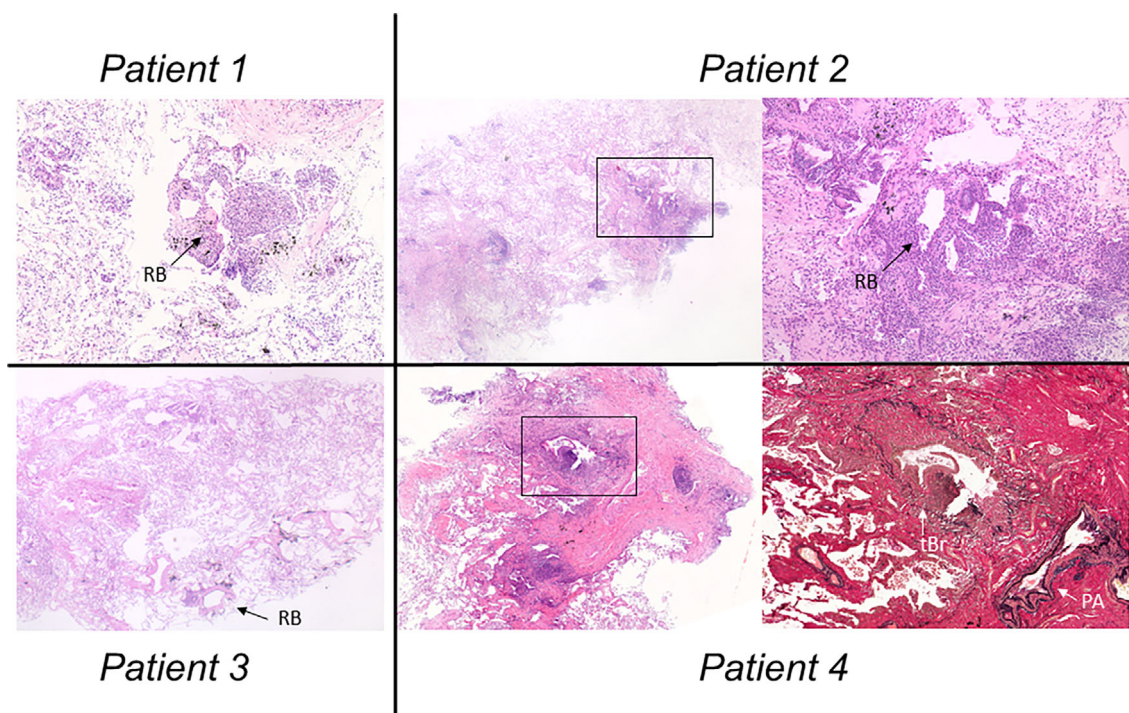 Patient 1
Patient 2
RB
RB
RB
tBr
PA
Patient 3
Patient 4